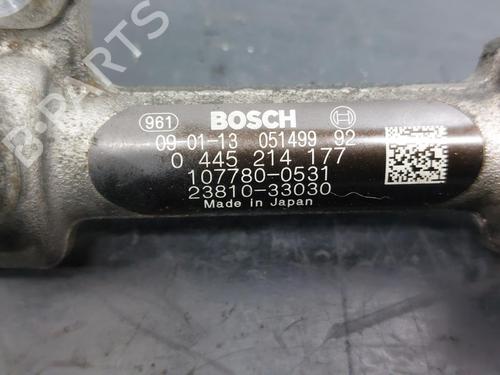 961 BOSCH
09-01-13 051499 92
0 445 214 177
107780-0531
23810-33030
Made in Japan
B-PARTS